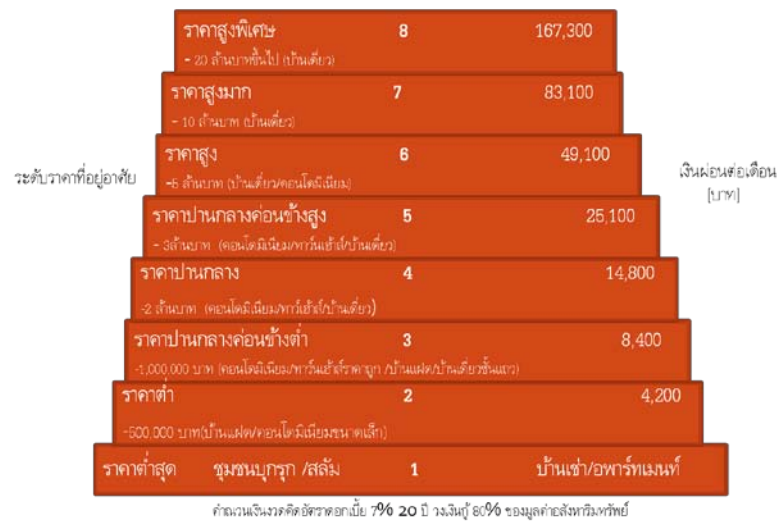 ราคาสูงพิเศษ 8 167,300
- 20 ล้านบาทขึ้นไป (บ้านเดี่ยว)
ราคาสูงมาก 7 83,100
- 10 ล้านบาท (บ้านเดี่ยว)
ราคาสูง 6 49,100
-5 ล้านบาท (บ้านเดี่ยว/คอนโดมิเนียม)
ระดับราคาที่อยู่อาศัย
เงินผ่อนต่อเดือน
[บาท]
ราคาปานกลางค่อนข้างสูง 5 25,100
- 3ล้านบาท (คอนโดมิเนียม/ทาวน์เฮ้าส์/บ้านเดี่ยว)
ราคาปานกลาง 4 14,800
-2 ล้านบาท (คอนโดมิเนียม/ทาว์เฮ้าส์/บ้านเดี่ยว)
ราคาปานกลางค่อนข้างต่ำ 3 8,400
-1,000,000 บาท (คอนโดมิเนียม/ทาวน์เฮ้าส์ราคาถูก /บ้านแฝด/บ้านเดี่ยวชั้นแถว)
ราคาต่ำ 2 4,200
-500,000 บาท(บ้านแฝด/คอนโดมิเนียมขนาดเล็ก)
ราคาต่ำสุด ชุมชนบุกรุก /สลัม 1 บ้านเช่า/อพาร์ทเมนท์
คำนวนเงินงวดคิดอัตราดอกเบี้ย 7% 20 ปี วงเงินกู้ 80% ของมูลค่าอสังหาริมทรัพย์